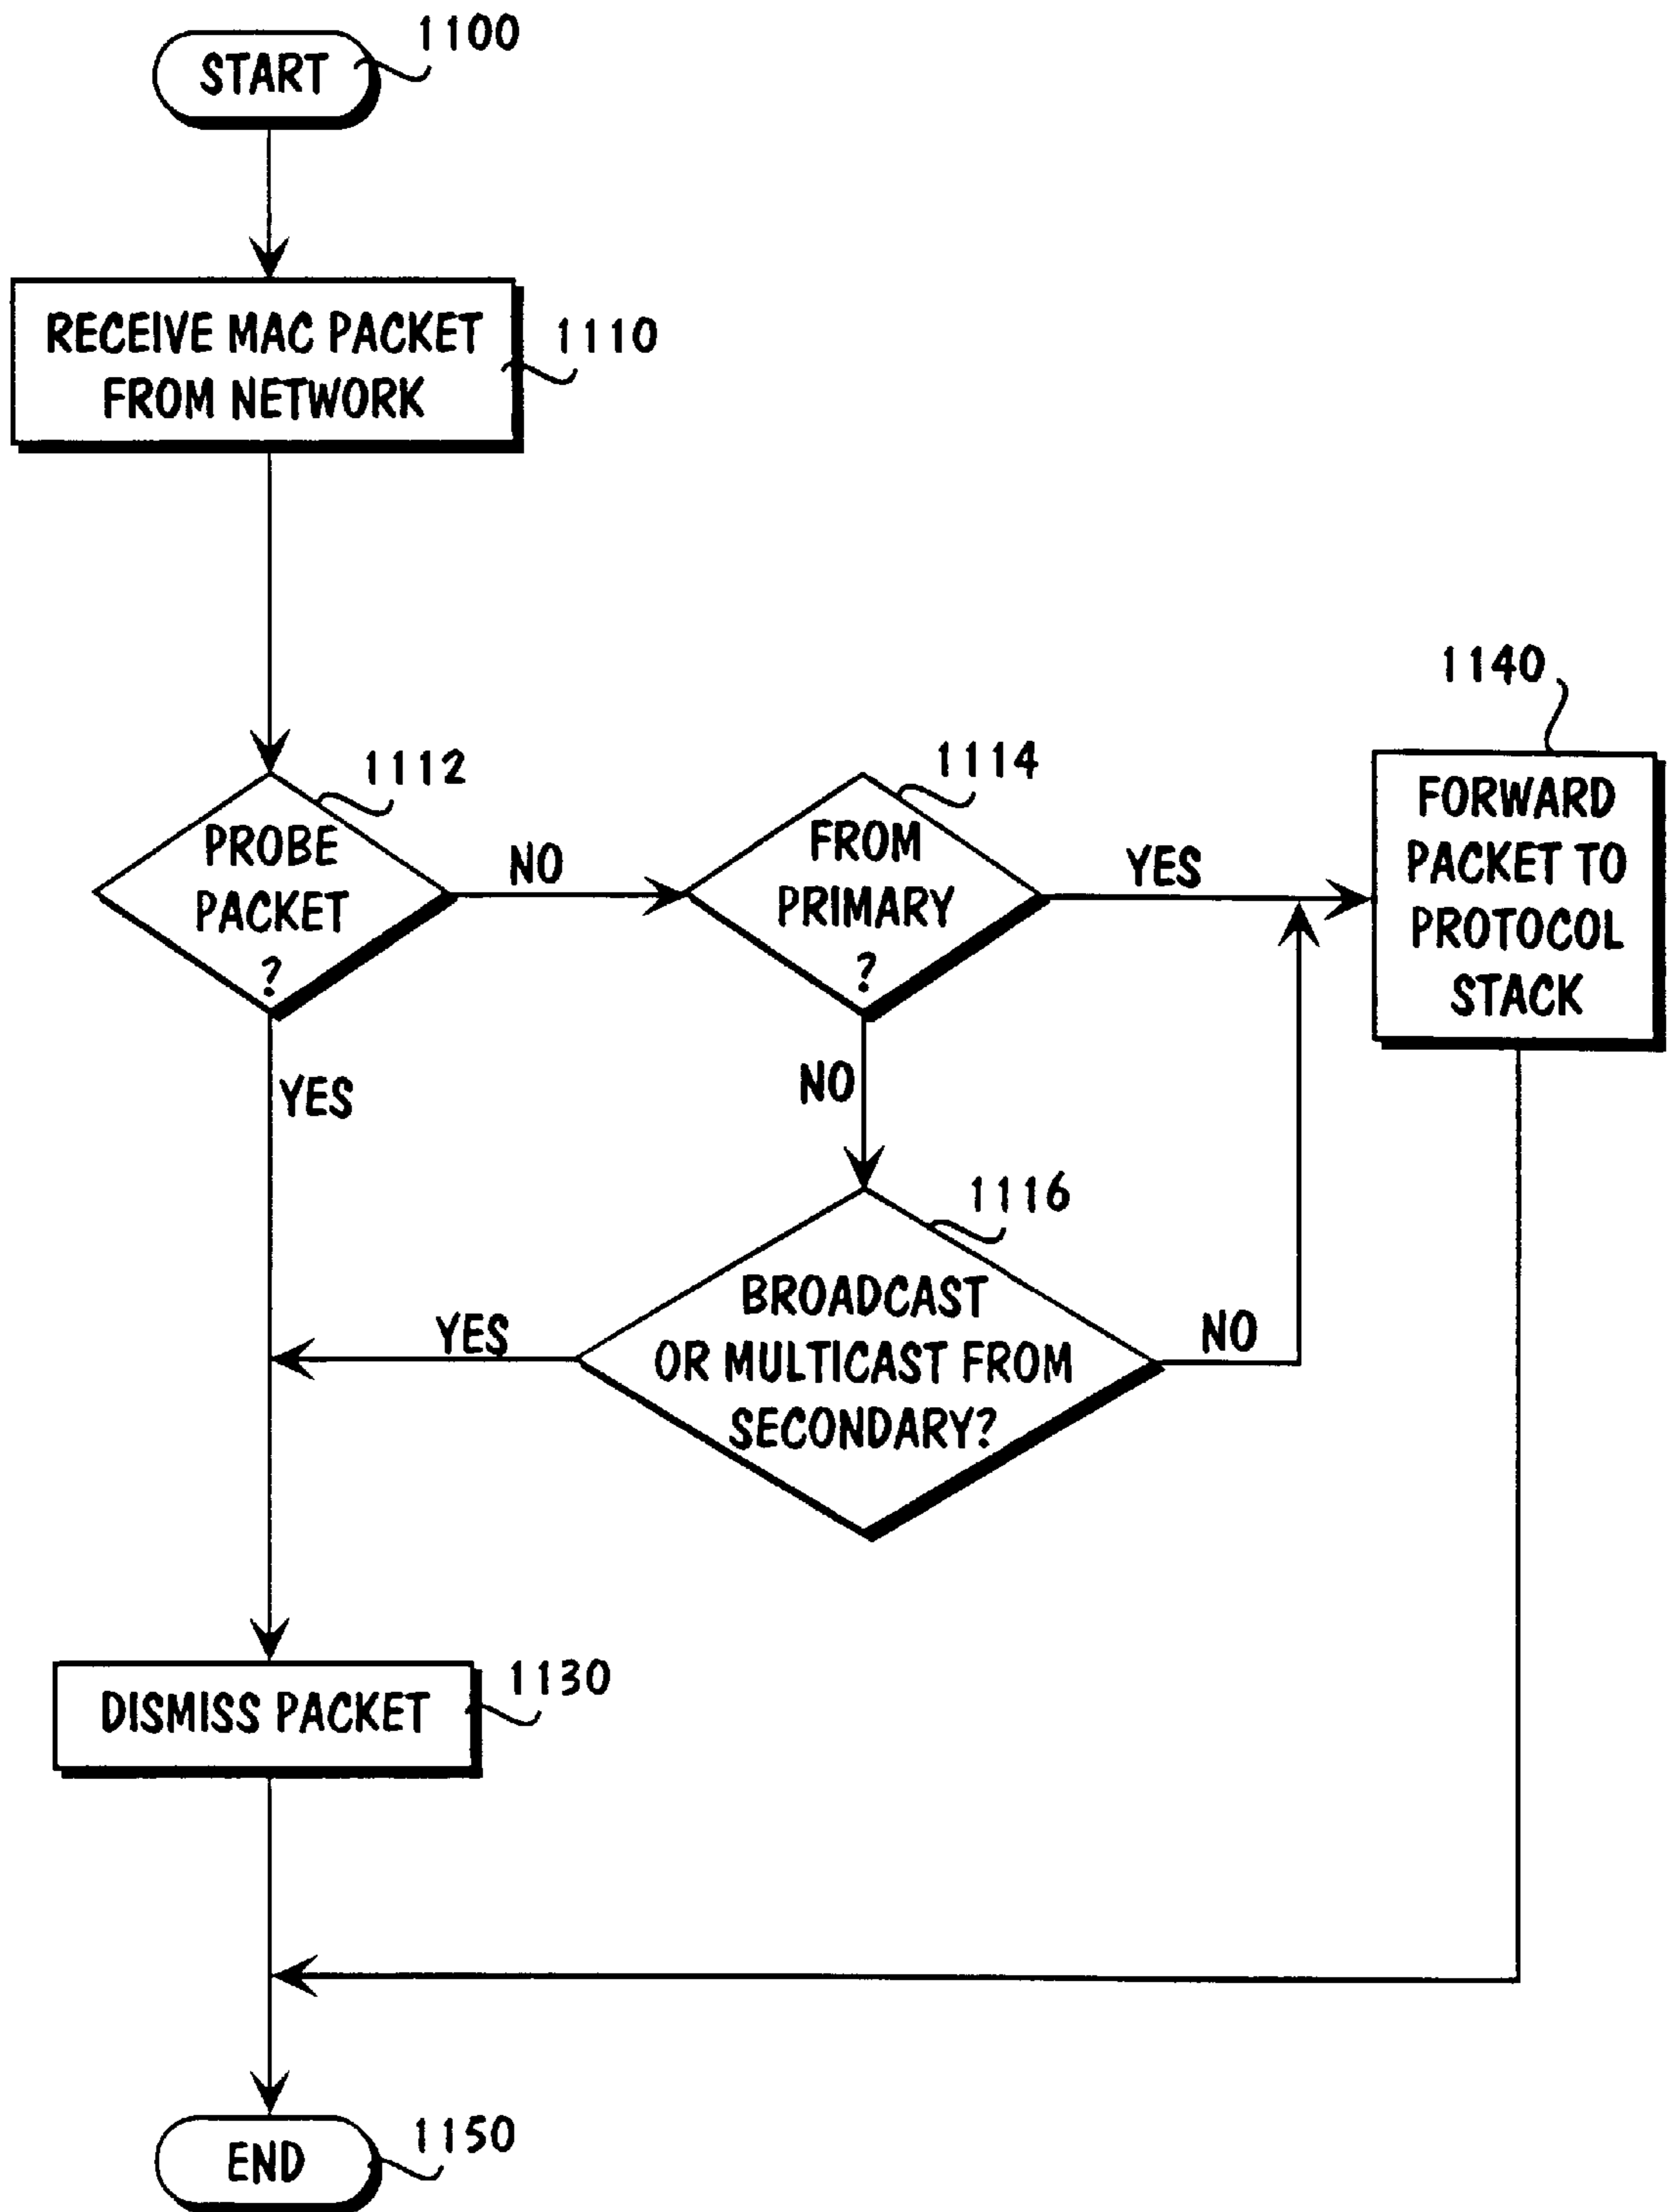 1100
START
RECEIVE MAC PACKET
FROM NETWORK
1110
1112
PROBE
PACKET
?
NO
YES
1114
FROM
PRIMARY
?
YES
NO
1140
FORWARD
PACKET TO
PROTOCOL
STACK
1116
BROADCAST
OR MULTICAST FROM
SECONDARY?
YES
NO
DISMISS PACKET
1130
END
1150